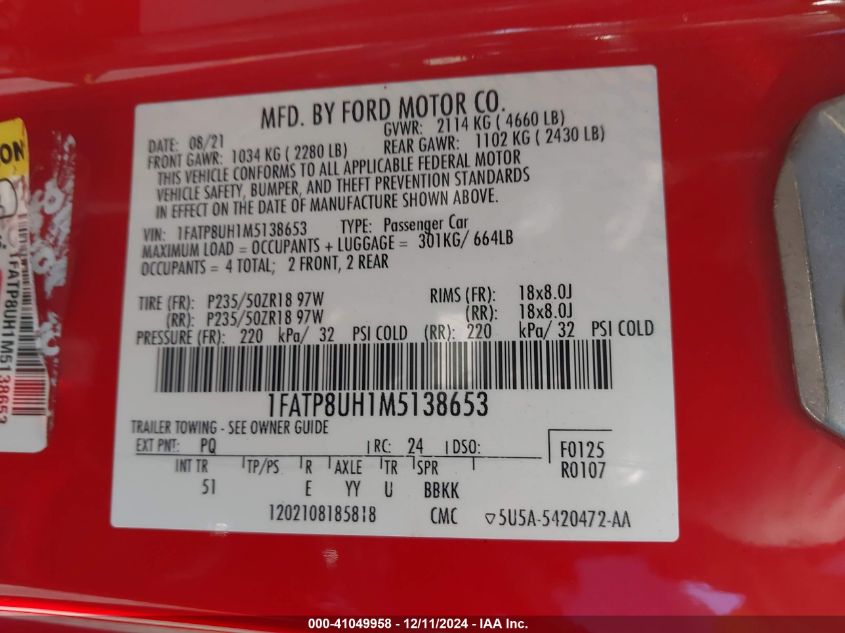 MFD. BY FORD MOTOR CO.
DATE: 08/21 GVWR: 2114 KG ( 4660 LB)
FRONT GAWR: 1034 KG ( 2280 LB) REAR GAWR: 1102 KG ( 2430 LB)
THIS VEHICLE CONFORMS TO ALL APPLICABLE FEDERAL MOTOR
VEHICLE SAFETY, BUMPER, AND THEFT PREVENTION STANDARDS
IN EFFECT ON THE DATE OF MANUFACTURE SHOWN ABOVE.
VIN: 1FATP8UH1M5138653 TYPE: Passenger Car
MAXIMUM LOAD = OCCUPANTS + LUGGAGE = 301KG/ 664LB
OCCUPANTS = 4 TOTAL; 2 FRONT, 2 REAR
TIRE (FR): P235/50ZR18 97W RIMS (FR): 18x8.0J
(RR): P235/50ZR18 97W (RR): 18x8.0J
PRESSURE (FR): 220 kPa/ 32 PSI COLD (RR): 220 kPa/ 32 PSI COLD
1FATP8UH1M5138653
TRAILER TOWING - SEE OWNER GUIDE
EXT PNT: PQ RC: 24 DSO: F0125
R0107
INT TR TP/PS R AXLE TR SPR
51 E YY U BBKK
1202108185818 CMC 5U5A-5420472-AA
ON
1FATP8UH1M5138653
000-41049958 - 12/11/2024 - IAA Inc.